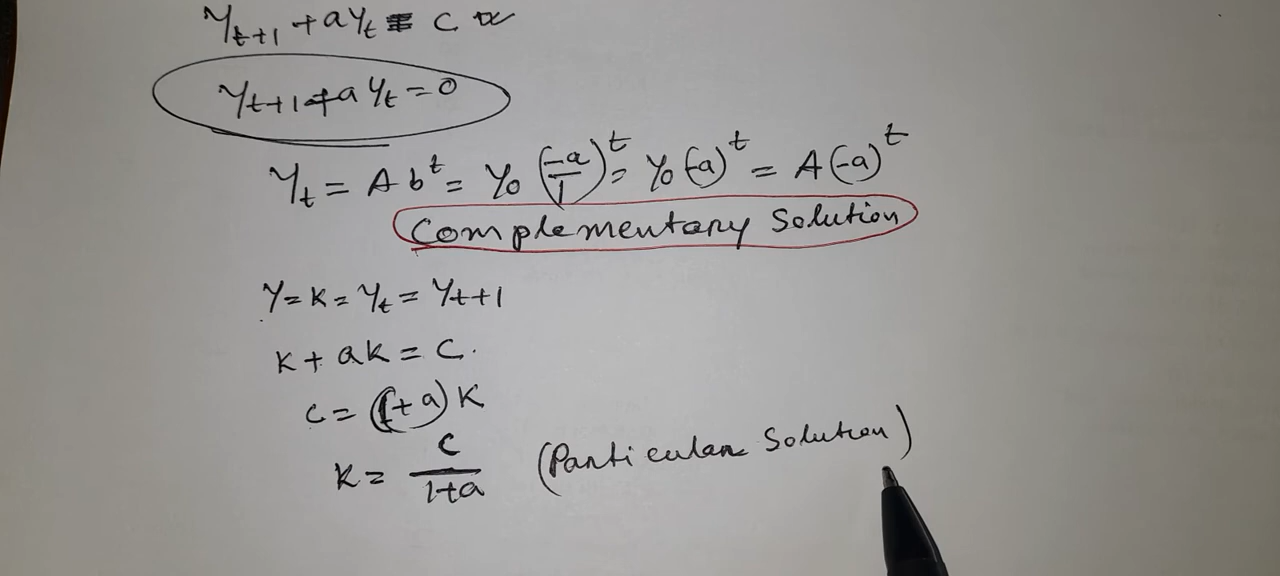 Yt+1 + aYt = c
Yt+1 + aYt = 0
Yt = A b^t = Y0 (-a/1)^t = Y0 (-a)^t = A (-a)^t
Complementary Solution
Y = K = Yt = Yt+1
K + aK = C.
C = (1+a) K
K = C/1+a (Particular Solution)